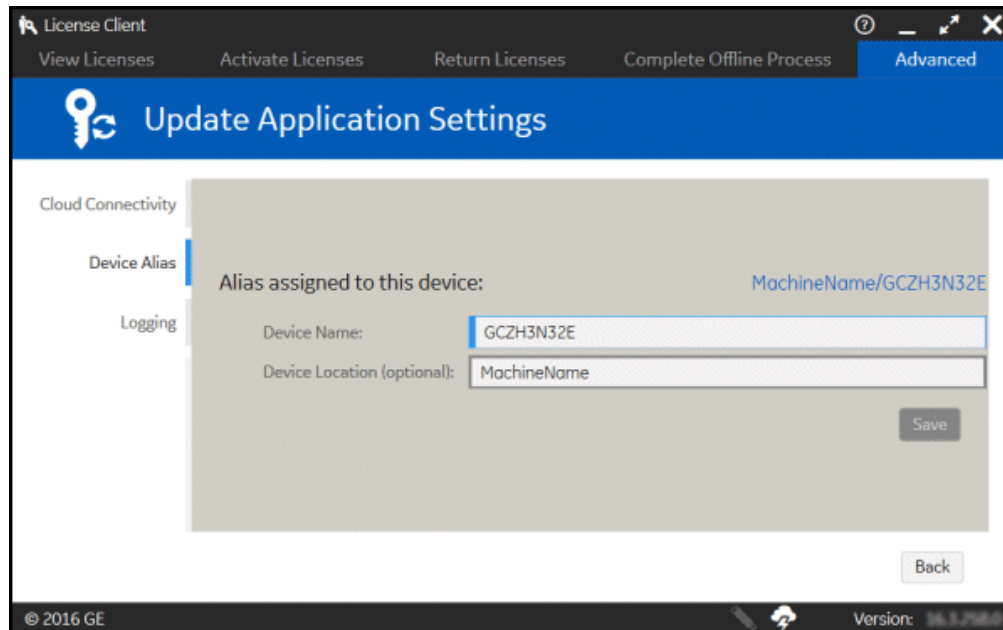 License Client
View Licenses Activate Licenses Return Licenses Complete Offline Process Advanced
Update Application Settings
Cloud Connectivity
Device Alias
Logging
Alias assigned to this device: MachineName/GCZH3N32E
Device Name: GCZH3N32E
Device Location (optional): MachineName
Save
Back
© 2016 GE Version: